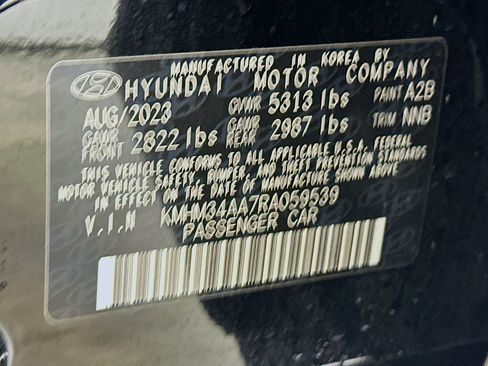 MANUFACTURED IN KOREA BY
HYUNDAI MOTOR COMPANY
AUG/2023 GVWR 5313 lbs PAINT A2B
GAWR FRONT 2822 lbs GAWR REAR 2987 lbs TRIM NNB
THIS VEHICLE CONFORMS TO ALL APPLICABLE U.S.A. FEDERAL
MOTOR VEHICLE SAFETY, BUMPER, AND THEFT PREVENTION STANDARDS
IN EFFECT ON THE DATE OF MANUFACTURE SHOWN ABOVE.
V.I.N KMHM34AA7RA059539
PASSENGER CAR